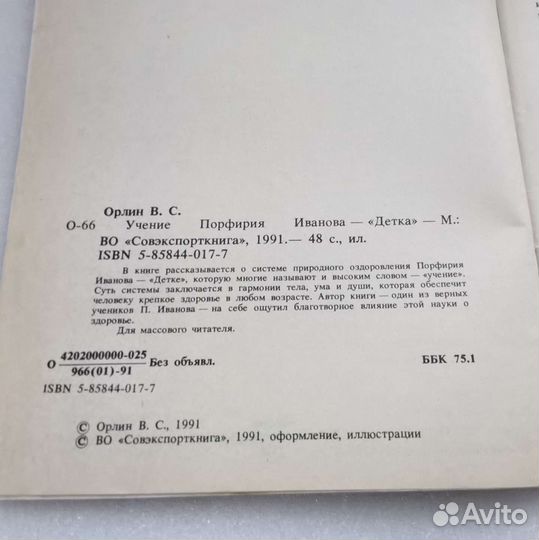 Орлин В. С.
О-66 Учение Порфирия Иванова — «Детка» — М.:
ВО «Совэкспорткнига», 1991.— 48 с., ил.
ISBN 5-85844-017-7
В книге рассказывается о системе природного оздоровления Порфирия
Иванова — «Детке», которую многие называют и высоким словом — «учение».
Суть системы заключается в гармонии тела, ума и души, которая обеспечит
человеку крепкое здоровье в любом возрасте. Автор книги — один из верных
учеников П. Иванова — на себе ощутил благотворное влияние этой науки о
здоровье.
Для массового читателя.
О 4202000000-025
966(01)-91 Без объявл. ББК 75.1
ISBN 5-85844-017-7
© Орлин В. С., 1991
© ВО «Совэкспорткнига», 1991, оформление, иллюстрации
Avito